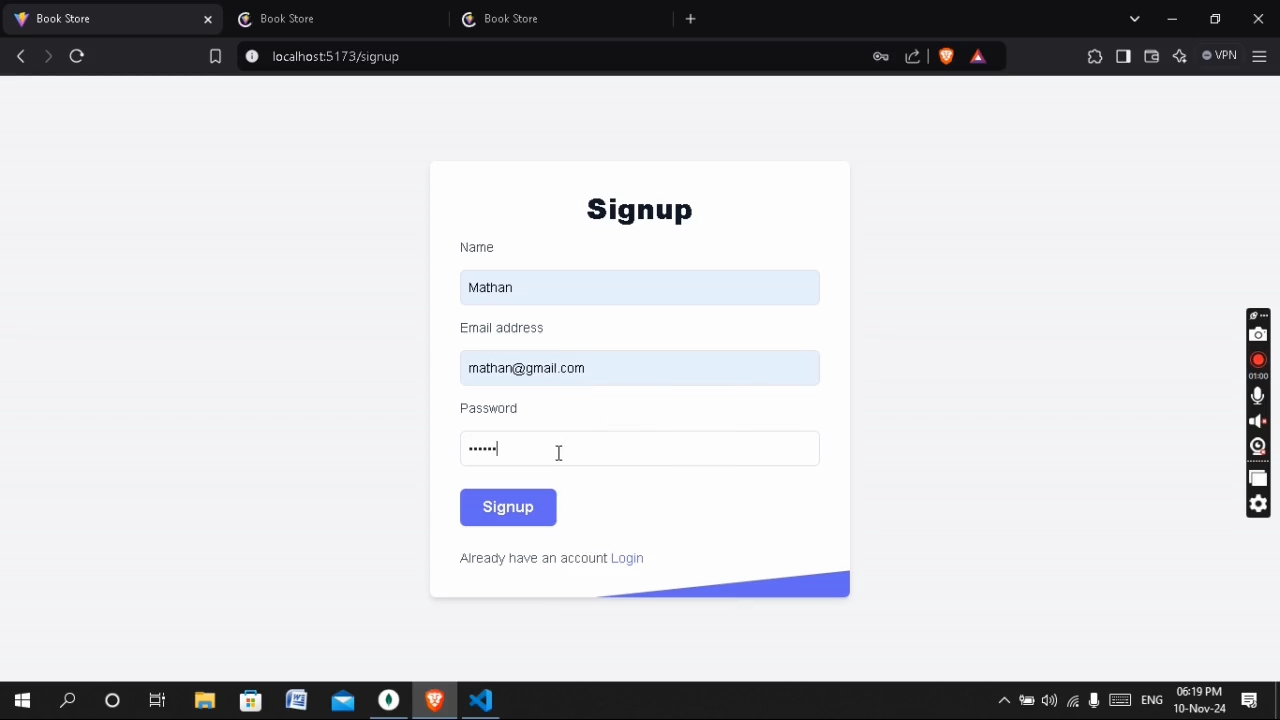 Book Store
Book Store
Book Store
localhost:5173/signup
VPN
Signup
Name
Mathan
Email address
mathan@gmail.com
Password
••••••
Signup
Already have an account Login
01:00
ENG
06:19 PM
10-Nov-24